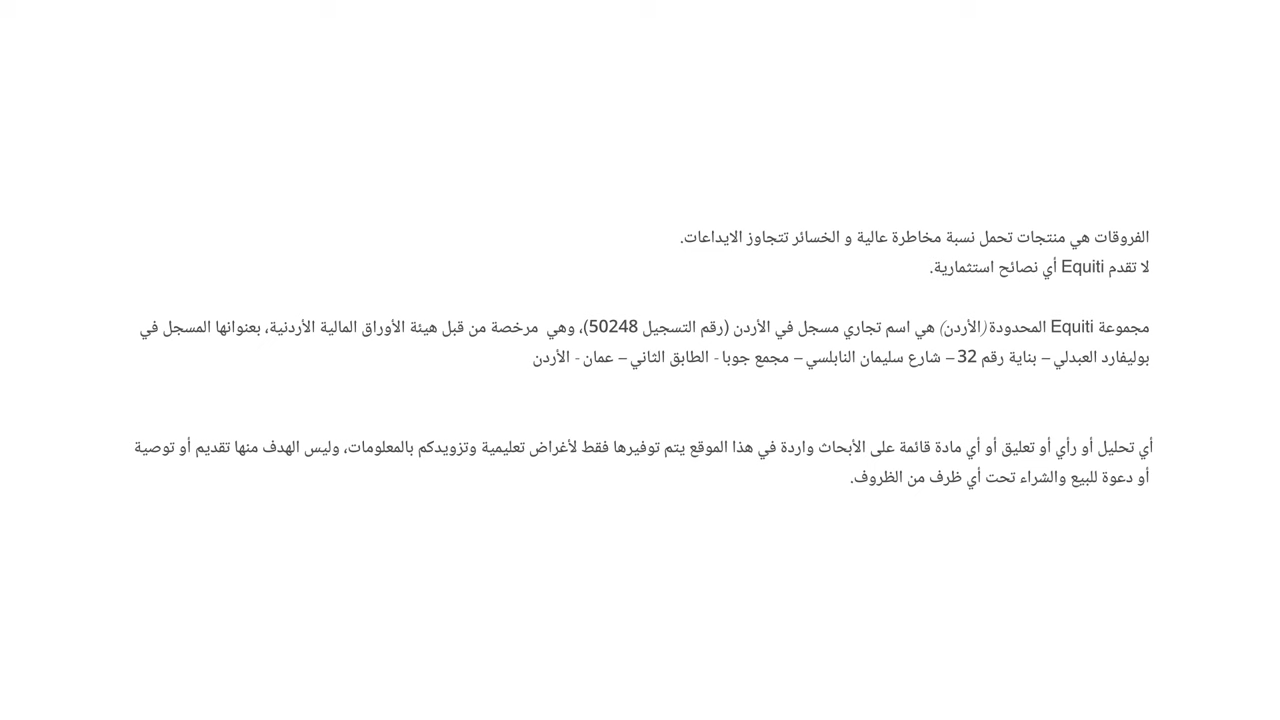 الفروقات هي منتجات تحمل نسبة مخاطرة عالية و الخسائر تتجاوز الايداعات.
لا تقدم Equiti أي نصائح استثمارية.
مجموعة Equiti المحدودة (الأردن) هي اسم تجاري مسجل في الأردن (رقم التسجيل 50248)، وهي مرخصة من قبل هيئة الأوراق المالية الأردنية، بعنوانها المسجل في
بوليفارد العبدلي – بناية رقم 32 – شارع سليمان النابلسي – مجمع جوبا - الطابق الثاني – عمان - الأردن
أي تحليل أو رأي أو تعليق أو أي مادة قائمة على الأبحاث واردة في هذا الموقع يتم توفيرها فقط لأغراض تعليمية وتزويدكم بالمعلومات، وليس الهدف منها تقديم أو توصية
أو دعوة للبيع والشراء تحت أي ظرف من الظروف.